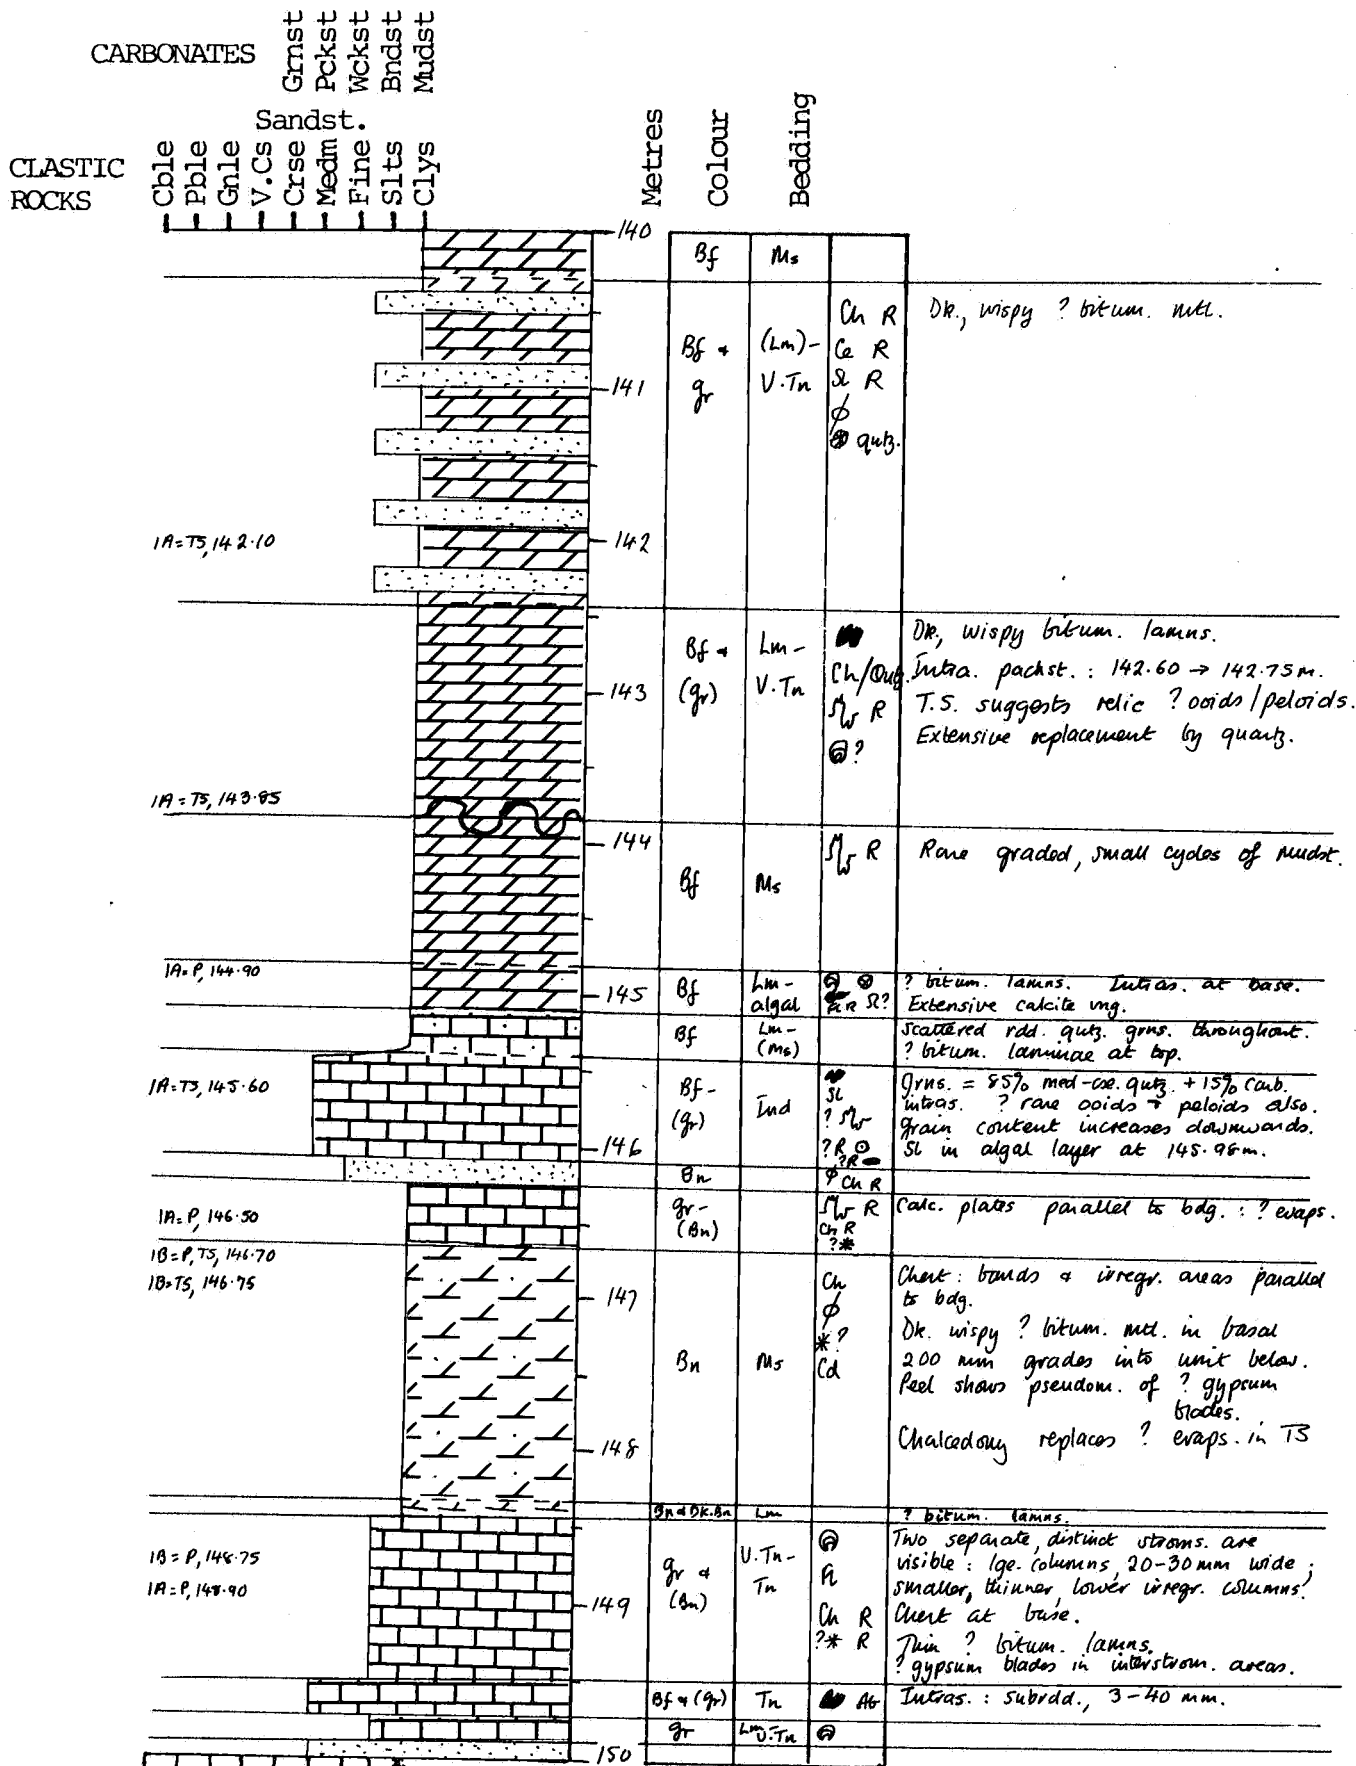 CARBONATES
Grnst
Pckst
Wckst
Bndst
Mudst
Sandst.
CLASTIC
ROCKS
Cble
Pble
Gnle
V.Cs
Crse
Medm
Fine
Slts
Clys
Metres
Colour
Bedding
140
Bf
Ms
Bf +
gr
(Lm)-
V.Tn
Ch R
Ce R
R
ϕ
qutz.
Dk., wispy ? bitum. mtl.
141
1A=TS, 142.10
142
Bf +
(gr)
Lm-
V.Tn
Ch/Qutz.
R
?
Dk., wispy bitum. lamns.
Intra. packst. : 142.60 → 142.75m.
T.S. suggests relic ? ooids/peloids.
Extensive replacement by quartz.
143
1A=TS, 143.85
144
Bf
Ms
R
Rare graded, small cycles of mudst.
1A=P, 144.90
145
Bf
Lm-
algal
? bitum. lamns. Intras. at base.
Extensive calcite vng.
Bf
Lm-
(Ms)
Scattered rdd. qutz. grns. throughout.
? bitum. laminae at top.
1A=TS, 145.60
Bf-
(gr)
Ind
SL
?
?R
?R
Grns. = 85% med-cse. qutz. + 15% carb.
intras. ? rare ooids + peloids also.
Grain content increases downwards.
SL in algal layer at 145.98m.
146
Bn
ϕ Ch R
1A=P, 146.50
gr-
(Bn)
R
Ch R
?*
Calc. plates parallel to bdg. : ? evaps.
1B=P,TS, 146.70
1B=TS, 146.75
147
Bn
Ms
Ch
ϕ
*?
Cd
Chert : bands + irregr. areas parallel
to bdg.
Dk. wispy ? bitum. mtl. in basal
200 mm grades into unit below.
Peel shows pseudom. of ? gypsum
blades.
Chalcedony replaces ? evaps. in TS
148
Bn + Dk.Bn
Lm
? bitum. lamns.
1B=P, 148.75
1A=P, 148.90
gr +
(Bn)
V.Tn-
Tn
Ch R
?* R
Two separate, distinct stroms. are
visible : lge. columns, 20-30 mm wide ;
smaller, thinner, lower irregr. columns.
Chert at base.
Thin ? bitum. lamns.
? gypsum blades in interstrom. areas.
149
Bf + (gr)
Tn
Intras. : subrdd., 3-40 mm.
gr
Lm-
V.Tn
150